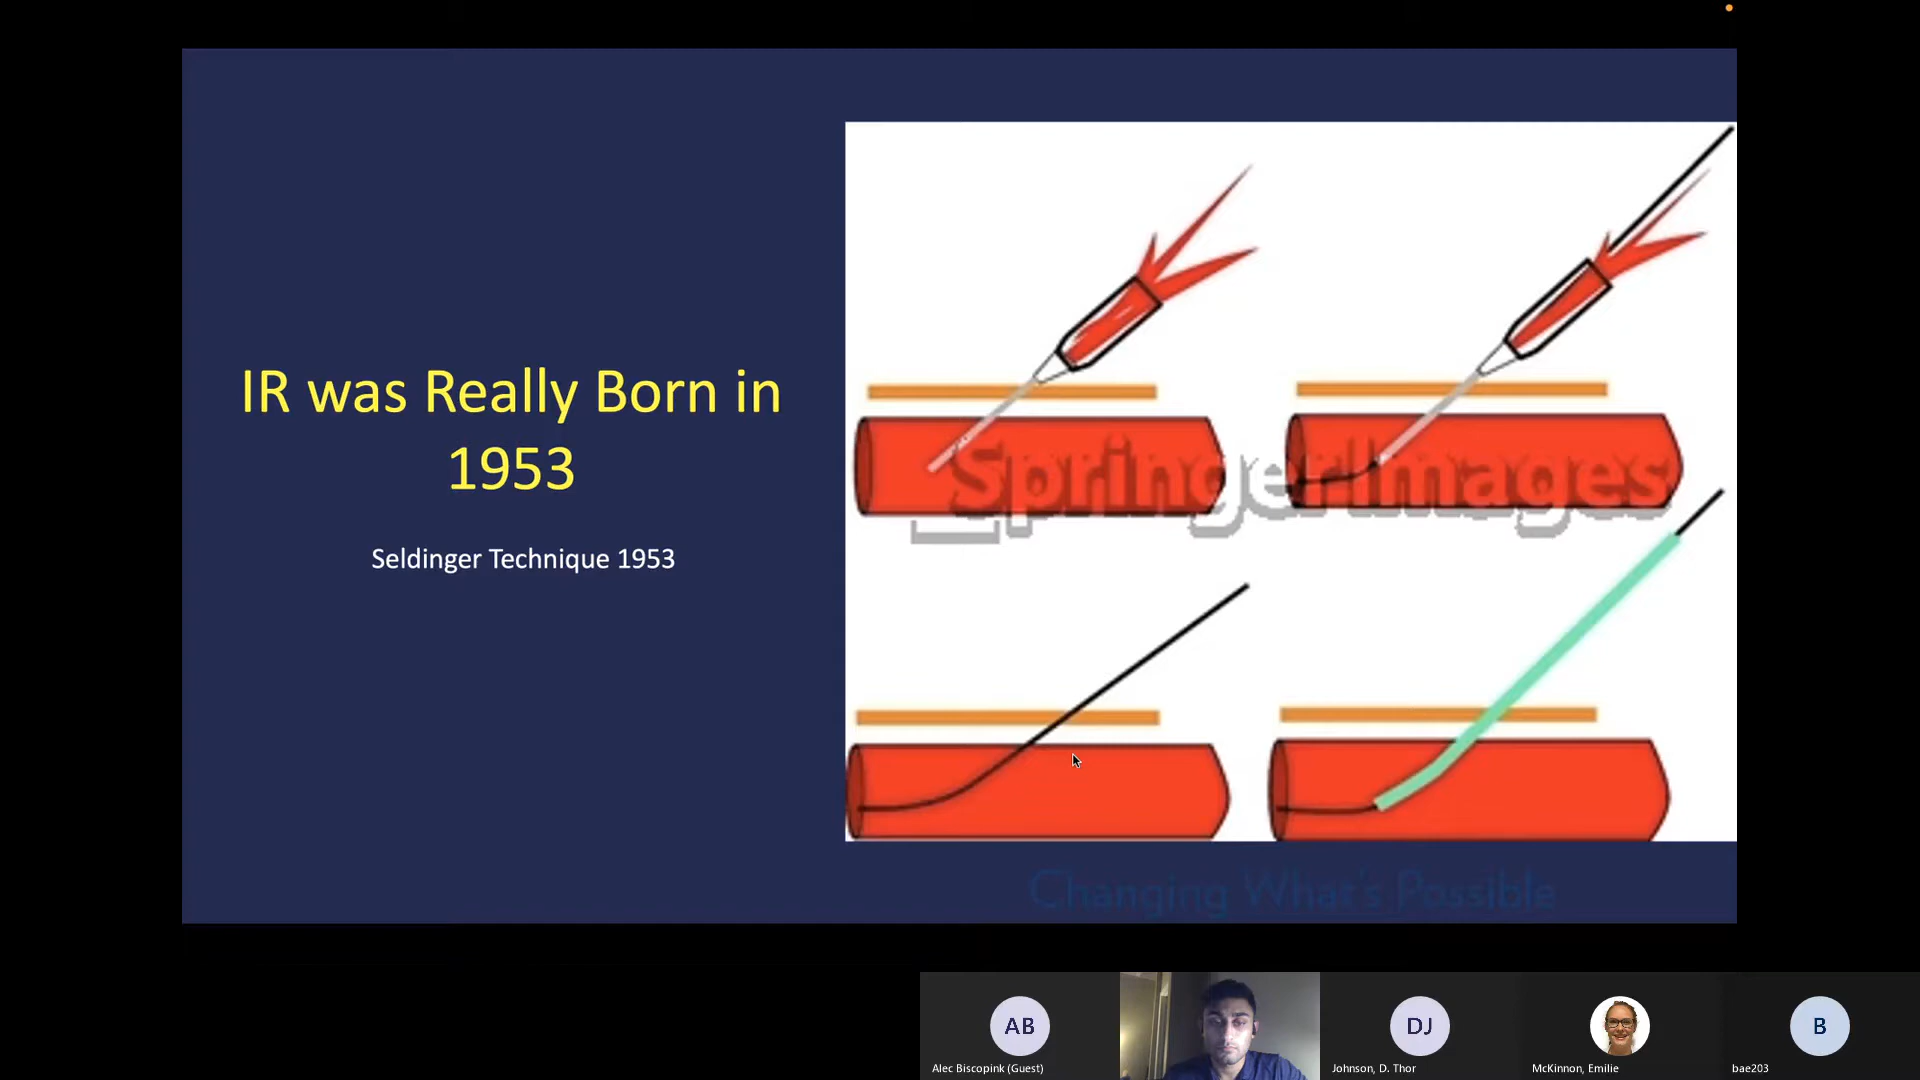 IR was Really Born in
1953
Seldinger Technique 1953
SpringerImages
Changing What's Possible
AB
Alec Biscopink (Guest)
DJ
Johnson, D. Thor
McKinnon, Emilie
B
bae203